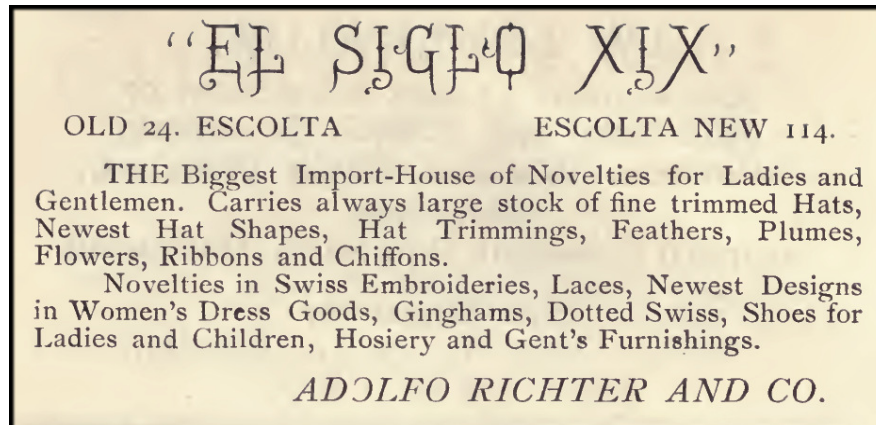 "EL SIGLO XIX"
OLD 24. ESCOLTA ESCOLTA NEW 114.
THE Biggest Import-House of Novelties for Ladies and
Gentlemen. Carries always large stock of fine trimmed Hats,
Newest Hat Shapes, Hat Trimmings, Feathers, Plumes,
Flowers, Ribbons and Chiffons.
Novelties in Swiss Embroideries, Laces, Newest Designs
in Women's Dress Goods, Ginghams, Dotted Swiss, Shoes for
Ladies and Children, Hosiery and Gent's Furnishings.
ADOLFO RICHTER AND CO.